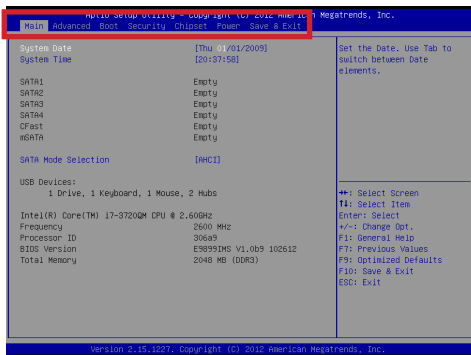 Aptio Setup Utility - Copyright (C) 2012 American Megatrends, Inc.
Main Advanced Boot Security Chipset Power Save & Exit
System Date [Thu 01/01/2009]
System Time [20:37:58]
SATA1 Empty
SATA2 Empty
SATA3 Empty
SATA4 Empty
CFast Empty
mSATA Empty
SATA Mode Selection [AHCI]
USB Devices:
1 Drive, 1 Keyboard, 1 Mouse, 2 Hubs
Intel(R) Core(TM) i7-3720QM CPU @ 2.60GHz
Frequency 2600 MHz
Processor ID 306a9
BIOS Version E9899IMS V1.0b9 102612
Total Memory 2048 MB (DDR3)
Set the Date. Use Tab to
switch between Date
elements.
→←: Select Screen
↑↓: Select Item
Enter: Select
+/-: Change Opt.
F1: General Help
F7: Previous Values
F9: Optimized Defaults
F10: Save & Exit
ESC: Exit
Version 2.15.1227. Copyright (C) 2012 American Megatrends, Inc.